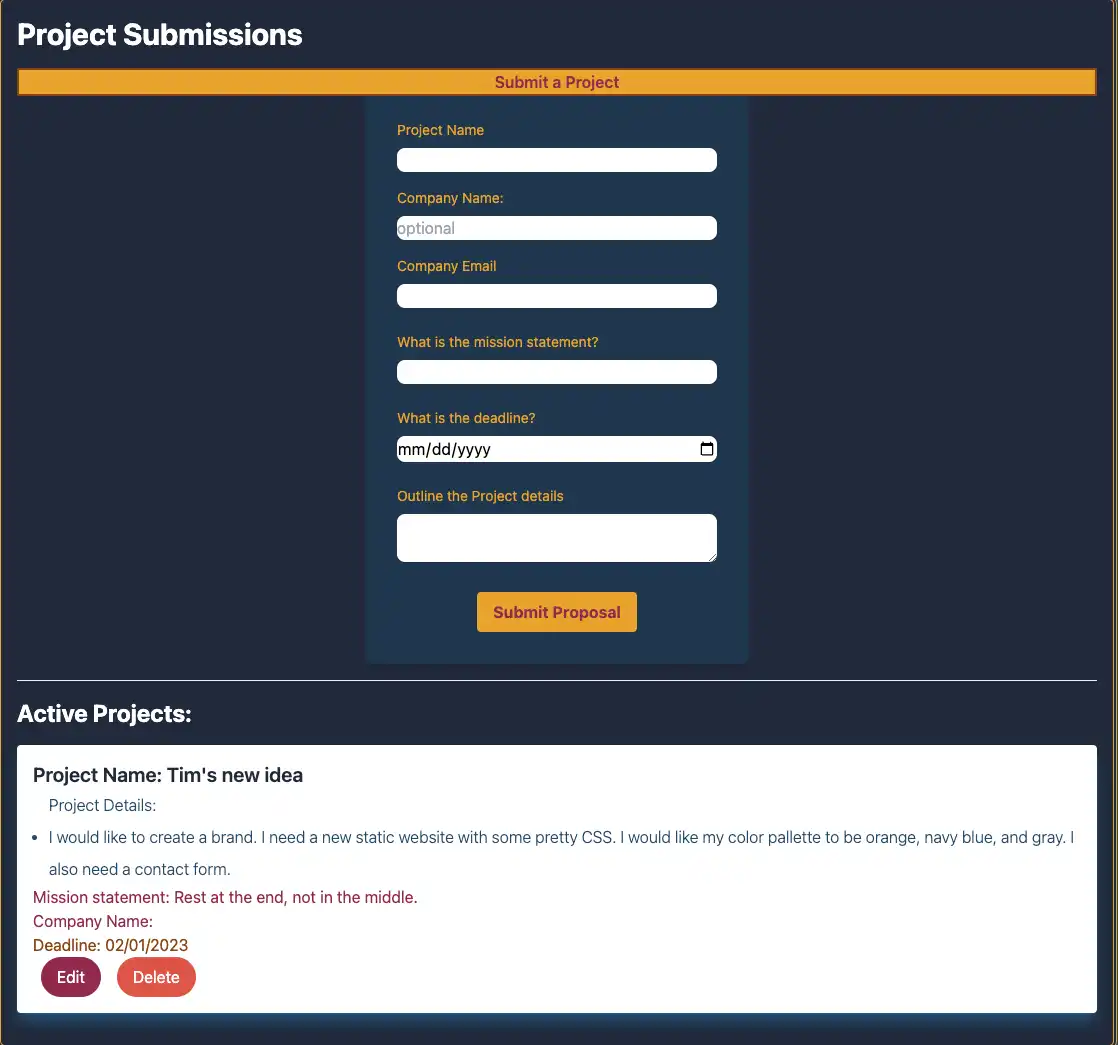 Project Submissions
Submit a Project
Project Name
Company Name:
optional
Company Email
What is the mission statement?
What is the deadline?
mm/dd/yyyy
Outline the Project details
Submit Proposal
Active Projects:
Project Name: Tim's new idea
Project Details:
• I would like to create a brand. I need a new static website with some pretty CSS. I would like my color pallette to be orange, navy blue, and gray. I
also need a contact form.
Mission statement: Rest at the end, not in the middle.
Company Name:
Deadline: 02/01/2023
Edit Delete